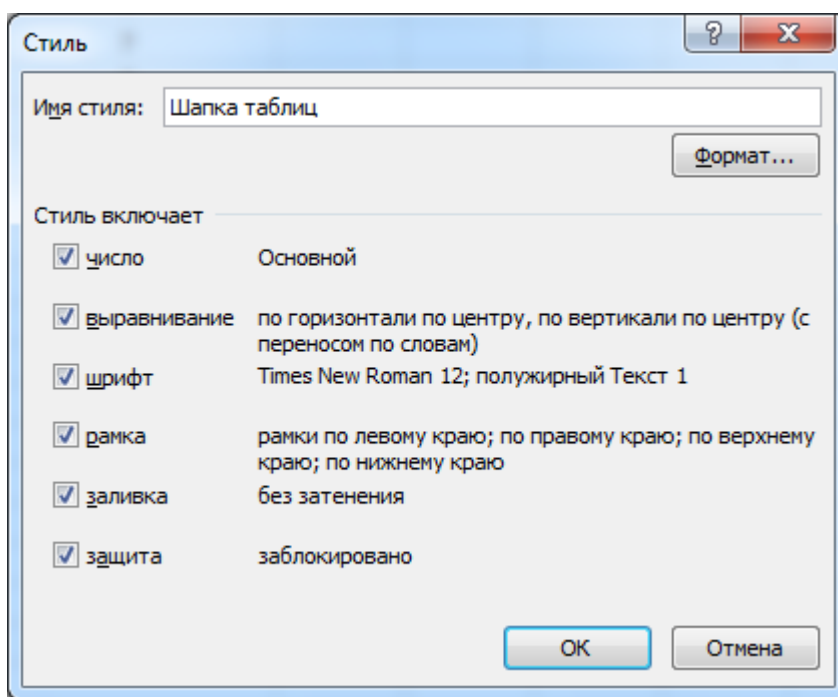 Стиль
Имя стиля: Шапка таблиц
Формат...
Стиль включает
число Основной
выравнивание по горизонтали по центру, по вертикали по центру (с
переносом по словам)
шрифт Times New Roman 12; полужирный Текст 1
рамка рамки по левому краю; по правому краю; по верхнему
краю; по нижнему краю
заливка без затенения
защита заблокировано
ОК Отмена